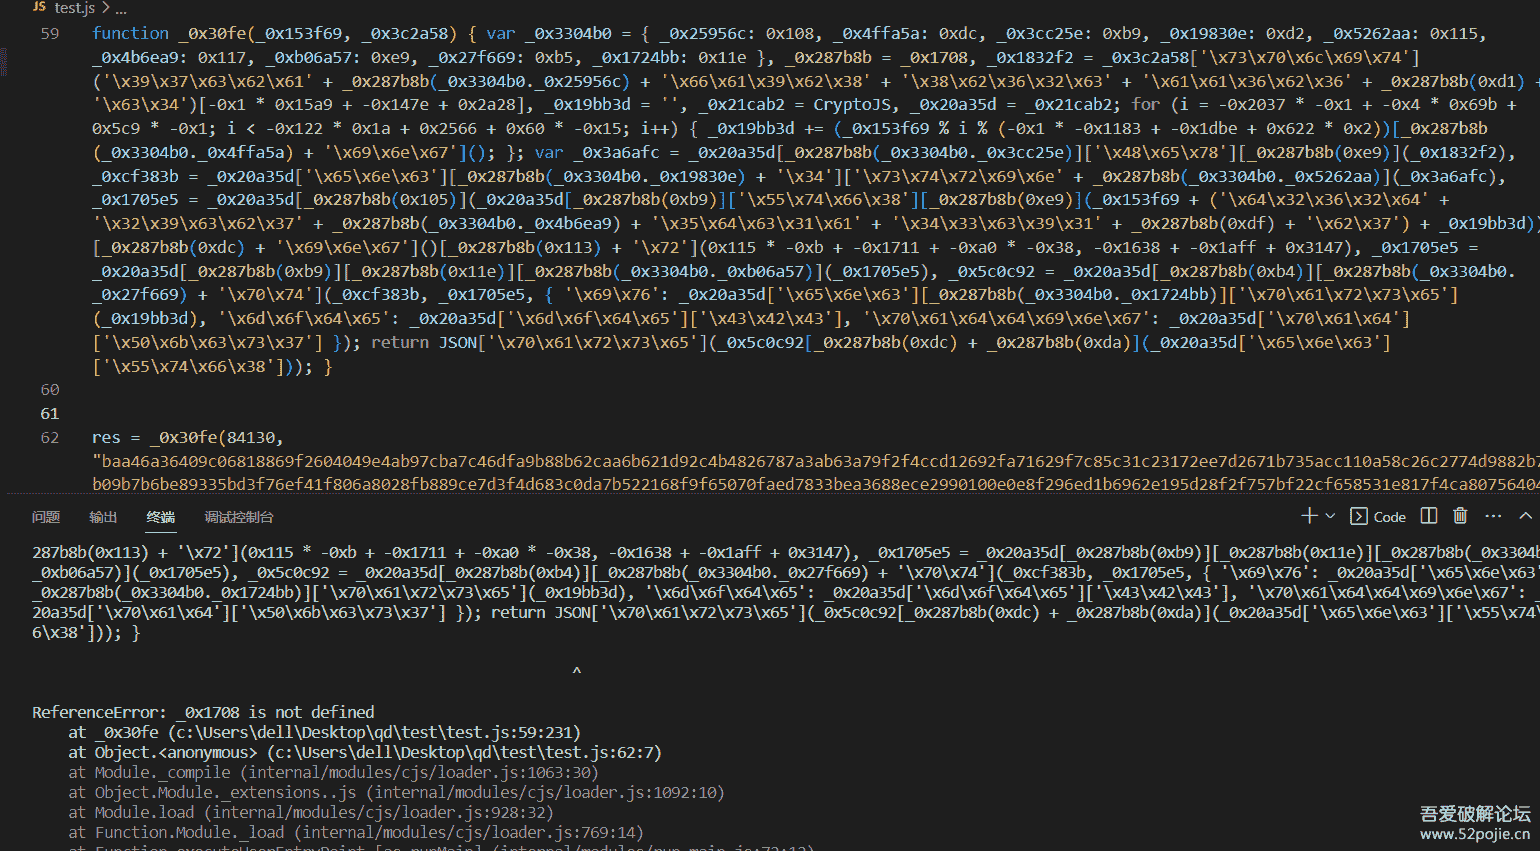 JS test.js > ...
59 function _0x30fe(_0x153f69, _0x3c2a58) { var _0x3304b0 = { _0x25956c: 0x108, _0x4ffa5a: 0xdc, _0x3cc25e: 0xb9, _0x19830e: 0xd2, _0x5262aa: 0x115,
_0x4b6ea9: 0x117, _0xb06a57: 0xe9, _0x27f669: 0xb5, _0x1724bb: 0x11e }, _0x287b8b = _0x1708, _0x1832f2 = _0x3c2a58['\x73\x70\x6c\x69\x74']
('\x39\x37\x63\x62\x61' + _0x287b8b(_0x3304b0._0x25956c) + '\x66\x61\x39\x62\x38' + '\x38\x62\x36\x32\x63' + '\x61\x61\x36\x62\x36' + _0x287b8b(0xd1) +
'\x63\x34')[-0x1 * 0x15a9 + -0x147e + 0x2a28], _0x19bb3d = '', _0x21cab2 = CryptoJS, _0x20a35d = _0x21cab2; for (i = -0x2037 * -0x1 + -0x4 * 0x69b +
0x5c9 * -0x1; i < -0x122 * 0x1a + 0x2566 + 0x60 * -0x15; i++) { _0x19bb3d += (_0x153f69 % i % (-0x1 * -0x1183 + -0x1dbe + 0x622 * 0x2))[_0x287b8b
(_0x3304b0._0x4ffa5a) + '\x69\x6e\x67'](); }; var _0x3a6afc = _0x20a35d[_0x287b8b(_0x3304b0._0x3cc25e)]['\x48\x65\x78'][_0x287b8b(0xe9)](_0x1832f2),
_0xcf383b = _0x20a35d['\x65\x6e\x63'][_0x287b8b(_0x3304b0._0x19830e) + '\x34']['\x73\x74\x72\x69\x6e' + _0x287b8b(_0x3304b0._0x5262aa)](_0x3a6afc),
_0x1705e5 = _0x20a35d[_0x287b8b(0x105)](_0x20a35d[_0x287b8b(0xb9)]['\x55\x74\x66\x38'][_0x287b8b(0xe9)](_0x153f69 + ('\x64\x32\x36\x32\x64' +
'\x32\x39\x63\x62\x37' + _0x287b8b(_0x3304b0._0x4b6ea9) + '\x35\x64\x63\x31\x61' + '\x34\x33\x63\x39\x31' + _0x287b8b(0xdf) + '\x62\x37') + _0x19bb3d))
[_0x287b8b(0xdc) + '\x69\x6e\x67']()[_0x287b8b(0x113) + '\x72'](0x115 * -0xb + -0x1711 + -0xa0 * -0x38, -0x1638 + -0x1aff + 0x3147), _0x1705e5 =
_0x20a35d[_0x287b8b(0xb9)][_0x287b8b(0x11e)][_0x287b8b(_0x3304b0._0xb06a57)](_0x1705e5), _0x5c0c92 = _0x20a35d[_0x287b8b(0xb4)][_0x287b8b(_0x3304b0.
_0x27f669) + '\x70\x74'](_0xcf383b, _0x1705e5, { '\x69\x76': _0x20a35d['\x65\x6e\x63'][_0x287b8b(_0x3304b0._0x1724bb)]['\x70\x61\x72\x73\x65']
(_0x19bb3d), '\x6d\x6f\x64\x65': _0x20a35d['\x6d\x6f\x64\x65']['\x43\x42\x43'], '\x70\x61\x64\x64\x69\x6e\x67': _0x20a35d['\x70\x61\x64']
['\x50\x6b\x63\x73\x37'] }); return JSON['\x70\x61\x72\x73\x65'](_0x5c0c92[_0x287b8b(0xdc) + _0x287b8b(0xda)](_0x20a35d['\x65\x6e\x63']
['\x55\x74\x66\x38'])); }
60
61
62 res = _0x30fe(84130,
"baa46a36409c06818869f2604049e4ab97cba7c46dfa9b88b62caa6b621d92c4b4826787a3ab63a79f2f4ccd12692fa71629f7c85c31c23172ee7d2671b735acc110a58c26c2774d9882b7
b09b7b6be89335bd3f76ef41f806a8028fb889ce7d3f4d683c0da7b522168f9f65070faed7833bea3688ece2990100e0e8f296ed1b6962e195d28f2f757bf22cf658531e817f4ca8075640
问题 输出 终端 调试控制台 Code
287b8b(0x113) + '\x72'](0x115 * -0xb + -0x1711 + -0xa0 * -0x38, -0x1638 + -0x1aff + 0x3147), _0x1705e5 = _0x20a35d[_0x287b8b(0xb9)][_0x287b8b(0x11e)][_0x287b8b(_0x3304b
_0xb06a57)](_0x1705e5), _0x5c0c92 = _0x20a35d[_0x287b8b(0xb4)][_0x287b8b(_0x3304b0._0x27f669) + '\x70\x74'](_0xcf383b, _0x1705e5, { '\x69\x76': _0x20a35d['\x65\x6e\x63'
_0x287b8b(_0x3304b0._0x1724bb)]['\x70\x61\x72\x73\x65'](_0x19bb3d), '\x6d\x6f\x64\x65': _0x20a35d['\x6d\x6f\x64\x65']['\x43\x42\x43'], '\x70\x61\x64\x64\x69\x6e\x67': _
20a35d['\x70\x61\x64']['\x50\x6b\x63\x73\x37'] }); return JSON['\x70\x61\x72\x73\x65'](_0x5c0c92[_0x287b8b(0xdc) + _0x287b8b(0xda)](_0x20a35d['\x65\x6e\x63']['\x55\x74\
6\x38'])); }
^
ReferenceError: _0x1708 is not defined
at _0x30fe (c:\Users\dell\Desktop\qd\test\test.js:59:231)
at Object.<anonymous> (c:\Users\dell\Desktop\qd\test\test.js:62:7)
at Module._compile (internal/modules/cjs/loader.js:1063:30)
at Object.Module._extensions..js (internal/modules/cjs/loader.js:1092:10)
at Module.load (internal/modules/cjs/loader.js:928:32)
at Function.Module._load (internal/modules/cjs/loader.js:769:14)
at Function.executeUserEntryPoint [as runMain] (internal/modules/run_main.js:72:12)
吾爱破解论坛
www.52pojie.cn